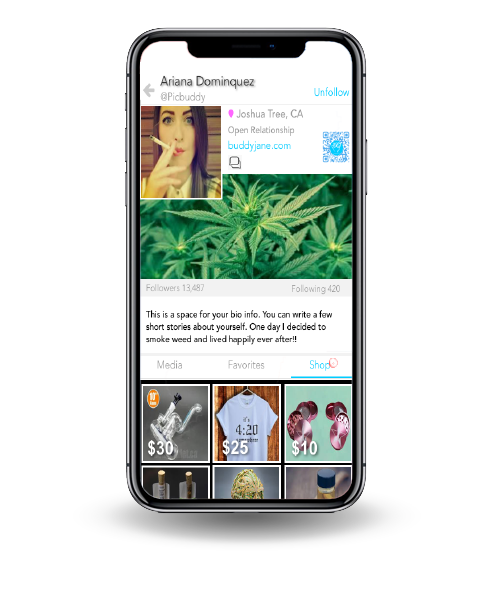 Ariana Dominquez
@Picbuddy
Unfollow
Joshua Tree, CA
Open Relationship
buddyjane.com
Followers 13,487
Following 420
This is a space for your bio info. You can write a few
short stories about yourself. One day I decided to
smoke weed and lived happily ever after!!
Media
Favorites
Shop
10"
$30
it's
4:20
somewhere
$25
$10